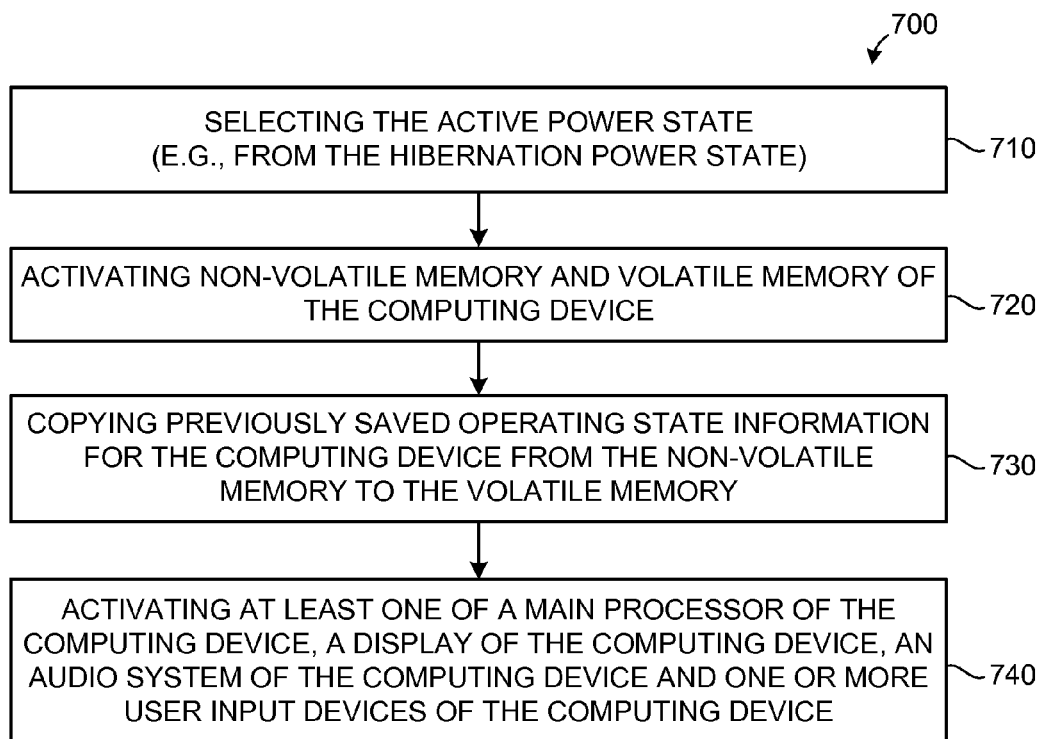 700
SELECTING THE ACTIVE POWER STATE
(E.G., FROM THE HIBERNATION POWER STATE)
710
ACTIVATING NON-VOLATILE MEMORY AND VOLATILE MEMORY OF
THE COMPUTING DEVICE
720
COPYING PREVIOUSLY SAVED OPERATING STATE INFORMATION
FOR THE COMPUTING DEVICE FROM THE NON-VOLATILE
MEMORY TO THE VOLATILE MEMORY
730
ACTIVATING AT LEAST ONE OF A MAIN PROCESSOR OF THE
COMPUTING DEVICE, A DISPLAY OF THE COMPUTING DEVICE, AN
AUDIO SYSTEM OF THE COMPUTING DEVICE AND ONE OR MORE
USER INPUT DEVICES OF THE COMPUTING DEVICE
740